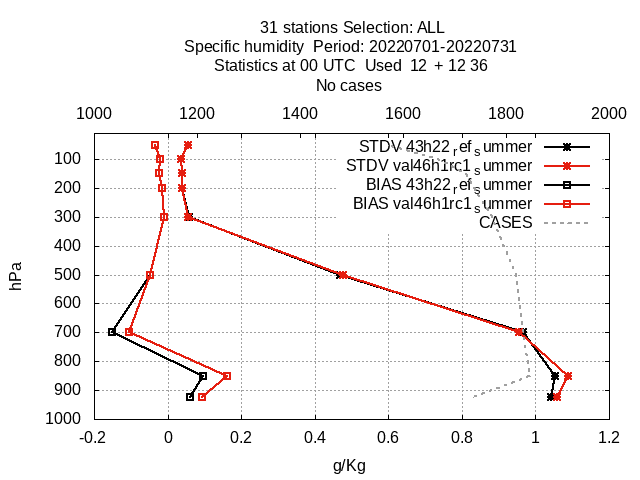 31 stations Selection: ALL
Specific humidity  Period: 20220701-20220731
Statistics at 00 UTC  Used  12  + 12 36
No cases
1000 1200 1400 1600 1800 2000
STDV 43h22_ref_summer
STDV val46h1rc1_summer
BIAS 43h22_ref_summer
BIAS val46h1rc1_summer
CASES
hPa
100
200
300
400
500
600
700
800
900
1000
-0.2 0 0.2 0.4 0.6 0.8 1 1.2
g/Kg